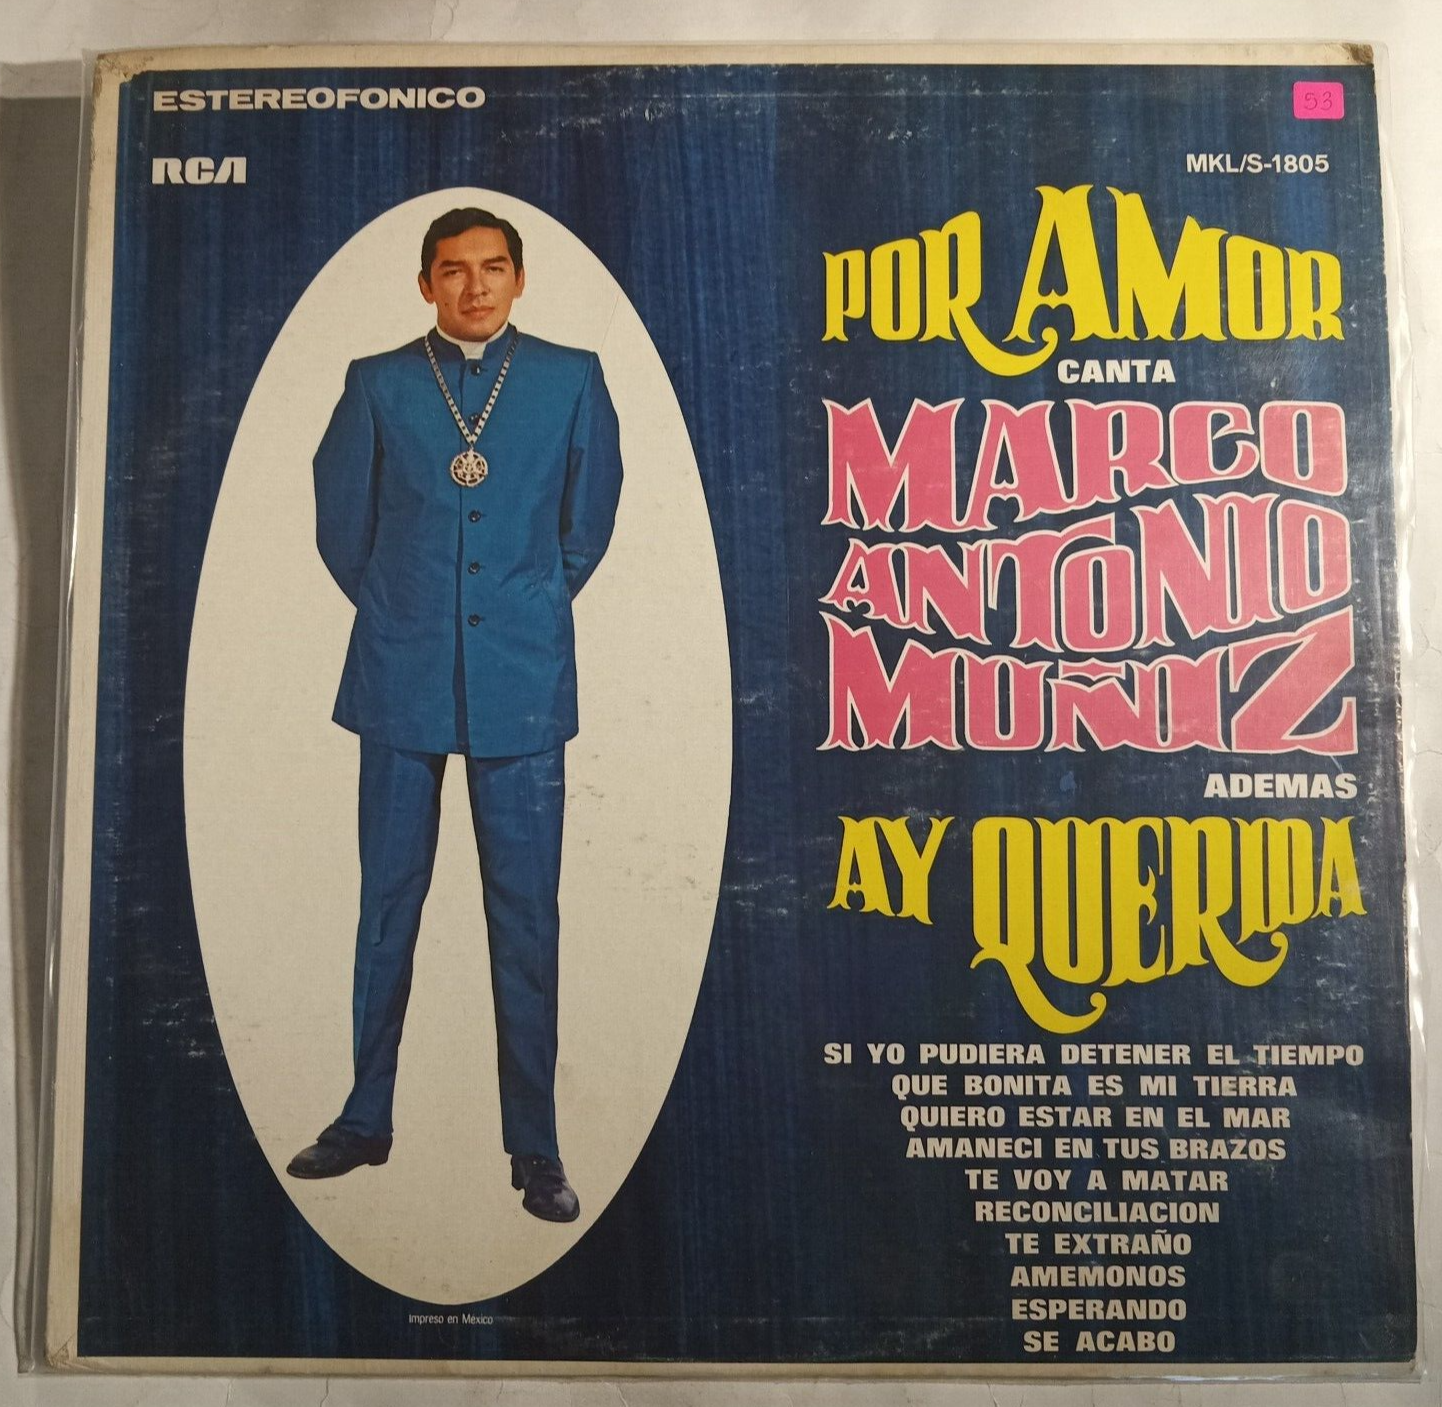 ESTEREOFONICO
53
RCA
MKL/S-1805
POR AMOR
CANTA
MARCO
ANTONIO
MUÑIZ
ADEMAS
AY QUERIDA
SI YO PUDIERA DETENER EL TIEMPO
QUE BONITA ES MI TIERRA
QUIERO ESTAR EN EL MAR
AMANECI EN TUS BRAZOS
TE VOY A MATAR
RECONCILIACION
TE EXTRAÑO
AMEMONOS
ESPERANDO
SE ACABO
Impreso en México